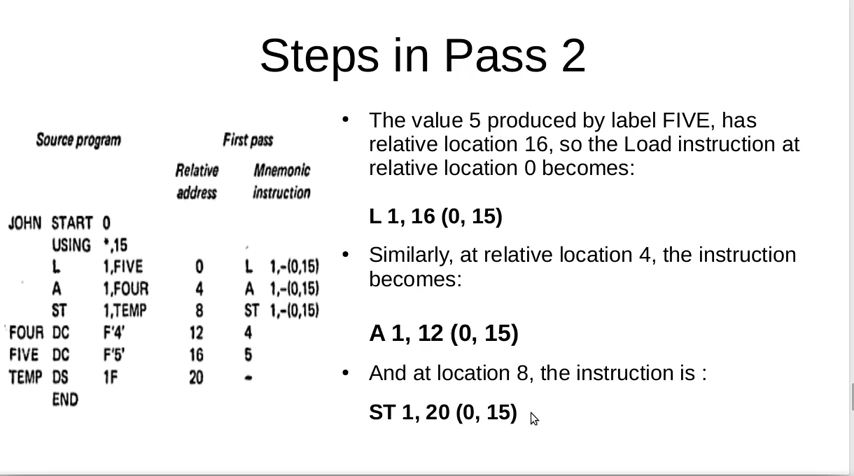 Steps in Pass 2
Source program First pass
Relative Mnemonic
address instruction
JOHN START 0
USING *,15
L 1,FIVE 0 L 1,-(0,15)
A 1,FOUR 4 A 1,-(0,15)
ST 1,TEMP 8 ST 1,-(0,15)
FOUR DC F'4' 12 4
FIVE DC F'5' 16 5
TEMP DS 1F 20 -
END
• The value 5 produced by label FIVE, has
relative location 16, so the Load instruction at
relative location 0 becomes:
L 1, 16 (0, 15)
• Similarly, at relative location 4, the instruction
becomes:
A 1, 12 (0, 15)
• And at location 8, the instruction is :
ST 1, 20 (0, 15)